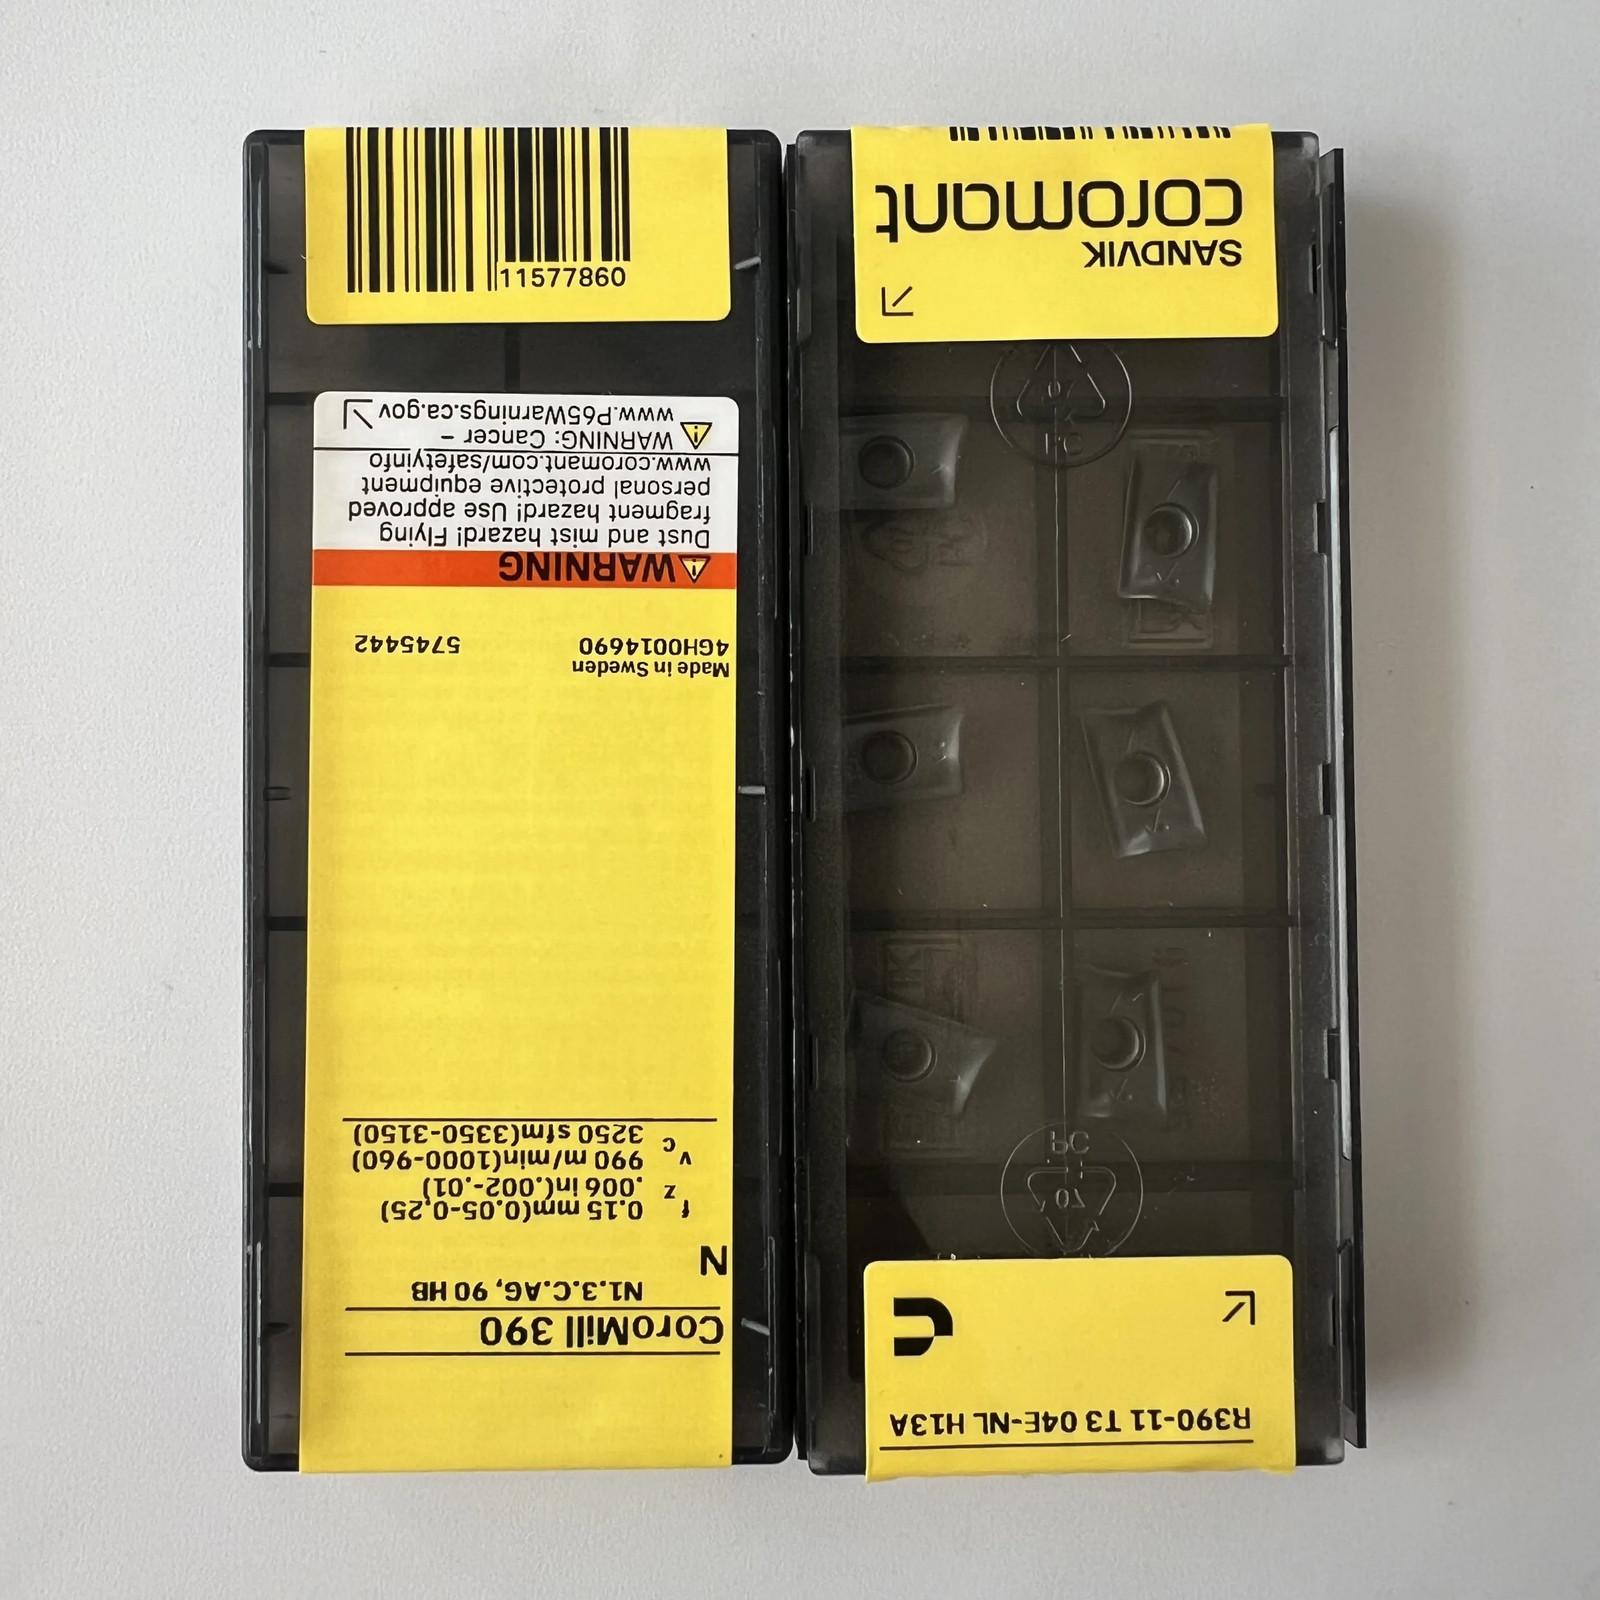 CoroMill 390
N1.3.C.AG, 90 HB
N
f z 0.15 mm(0.05-0.25)
.006 in(.002-.01)
v c 990 m/min(1000-960)
3250 sfm(3350-3150)
Made in Sweden
4GH0014690 5745442
WARNING
Dust and mist hazard! Flying
fragment hazard! Use approved
personal protective equipment
www.coromant.com/safetyinfo
WARNING: Cancer -
www.P65Warnings.ca.gov
11577860
R390-11 T3 04E-NL H13A
PC
07
PC
SANDVIK
coromant